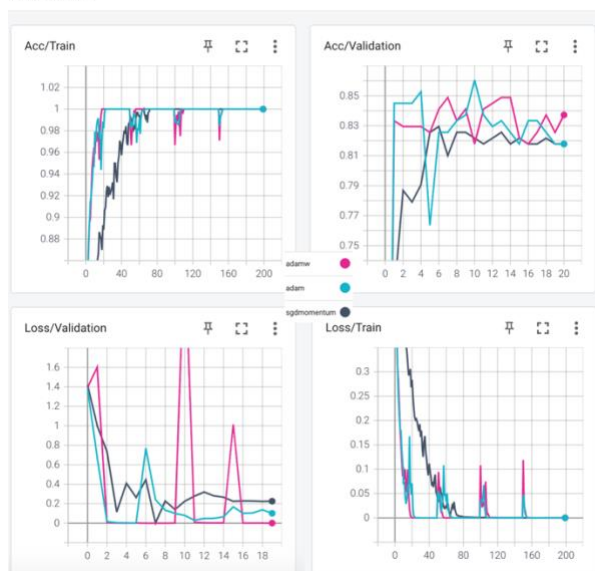 Acc/Train
1.02
1
0.98
0.96
0.94
0.92
0.9
0.88
0 40 80 120 160 200
Acc/Validation
0.85
0.83
0.81
0.79
0.77
0.75
0 2 4 6 8 10 12 14 16 18 20
adamw
adam
sgdmomentum
Loss/Validation
1.6
1.4
1.2
1
0.8
0.6
0.4
0.2
0
0 2 4 6 8 10 12 14 16 18
Loss/Train
0.3
0.25
0.2
0.15
0.1
0.05
0
0 40 80 120 160 200